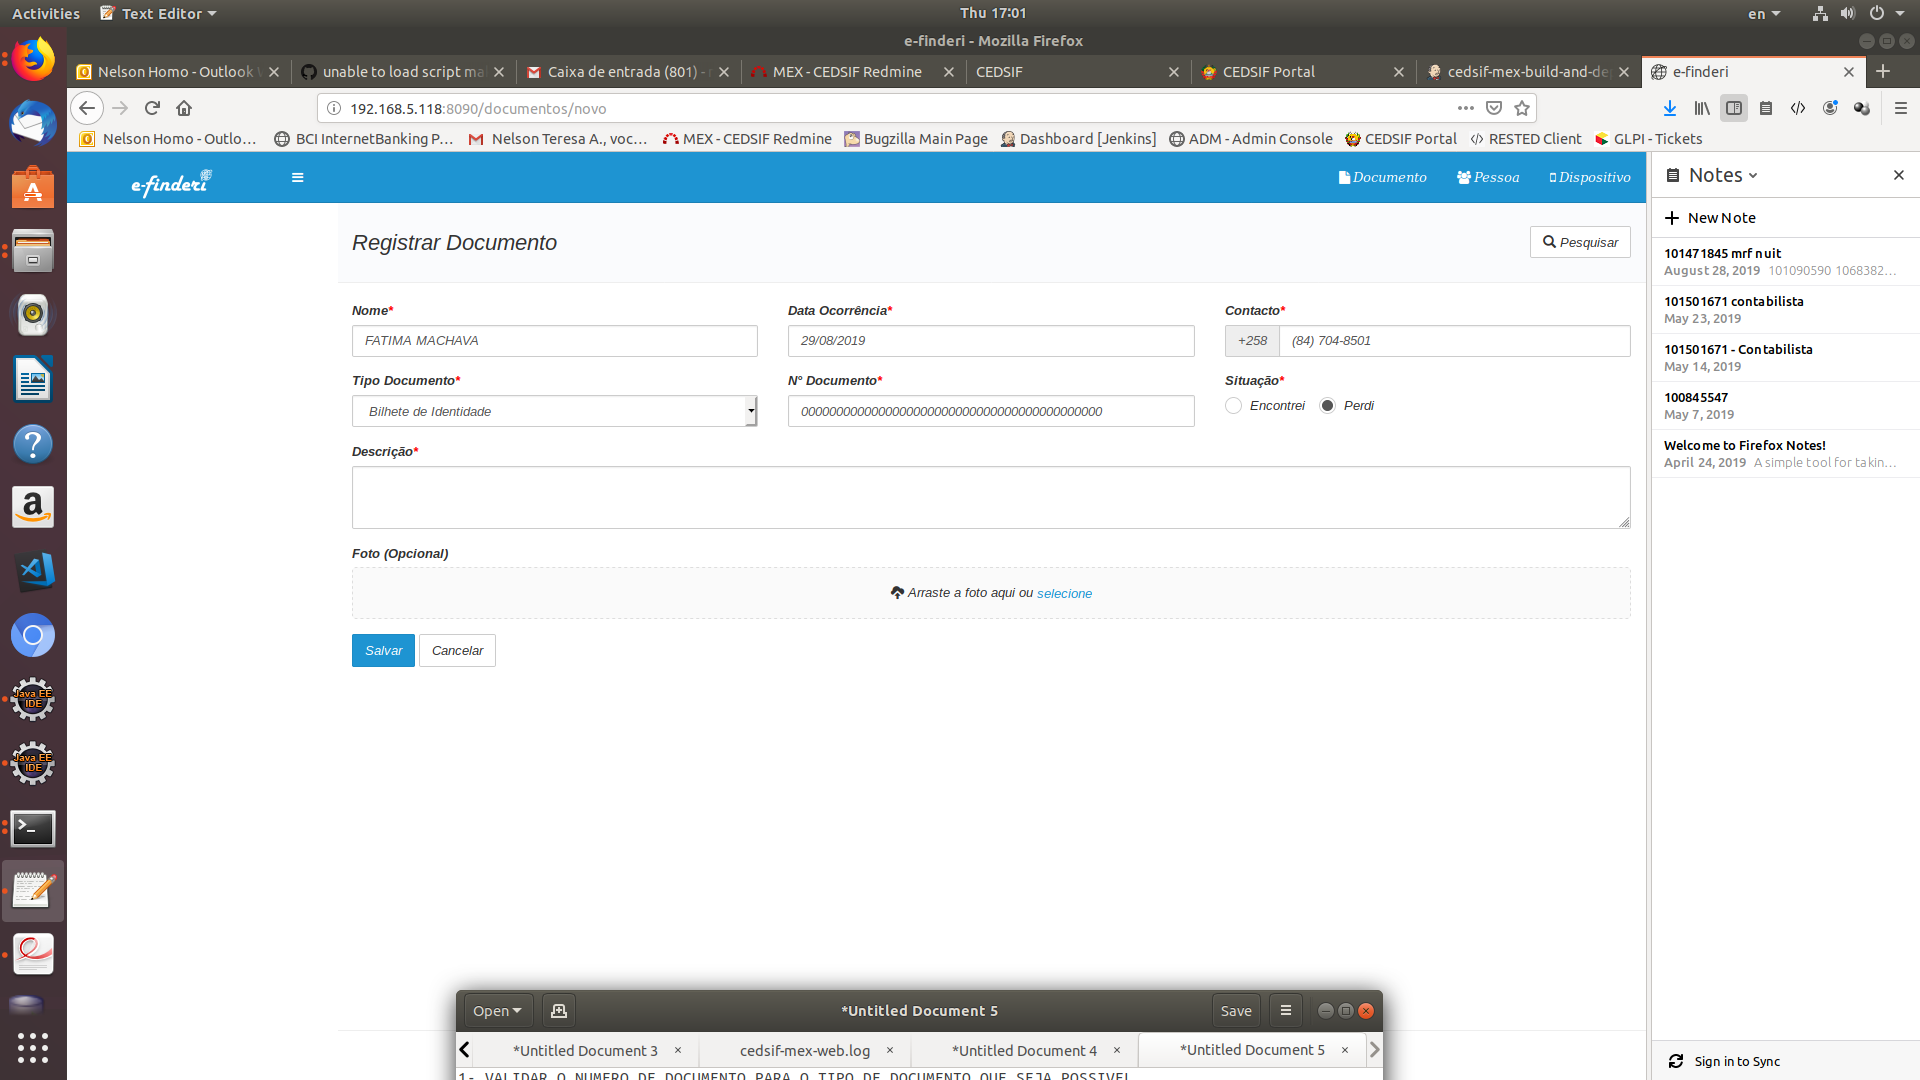 Activities
Text Editor
Thu 17:01
en
e-finderi - Mozilla Firefox
Nelson Homo - Outlook
unable to load script ma
Caixa de entrada (801) -
MEX - CEDSIF Redmine
CEDSIF
CEDSIF Portal
cedsif-mex-build-and-de
e-finderi
192.168.5.118:8090/documentos/novo
Nelson Homo - Outlo…
BCI InternetBanking P…
Nelson Teresa A., voc…
MEX - CEDSIF Redmine
Bugzilla Main Page
Dashboard [Jenkins]
ADM - Admin Console
CEDSIF Portal
RESTED Client
GLPI - Tickets
e-finderi
Documento
Pessoa
Dispositivo
Registrar Documento
Pesquisar
Nome*
Data Ocorrência*
Contacto*
FATIMA MACHAVA
29/08/2019
+258
(84) 704-8501
Tipo Documento*
Nº Documento*
Situação*
Bilhete de Identidade
Encontrei
Perdi
Descrição*
Foto (Opcional)
Arraste a foto aqui ou selecione
Salvar
Cancelar
Notes
New Note
101471845 mrf nuit
August 28, 2019 101090590 1068382…
101501671 contabilista
May 23, 2019
101501671 - Contabilista
May 14, 2019
100845547
May 7, 2019
Welcome to Firefox Notes!
April 24, 2019 A simple tool for takin…
Sign in to Sync
Java EE
IDE
Java EE
IDE
Open
*Untitled Document 5
Save
*Untitled Document 3
cedsif-mex-web.log
*Untitled Document 4
*Untitled Document 5
1- VALIDAR O NUMERO DE DOCUMENTO PARA O TIPO DE DOCUMENTO QUE SEJA POSSIVEL